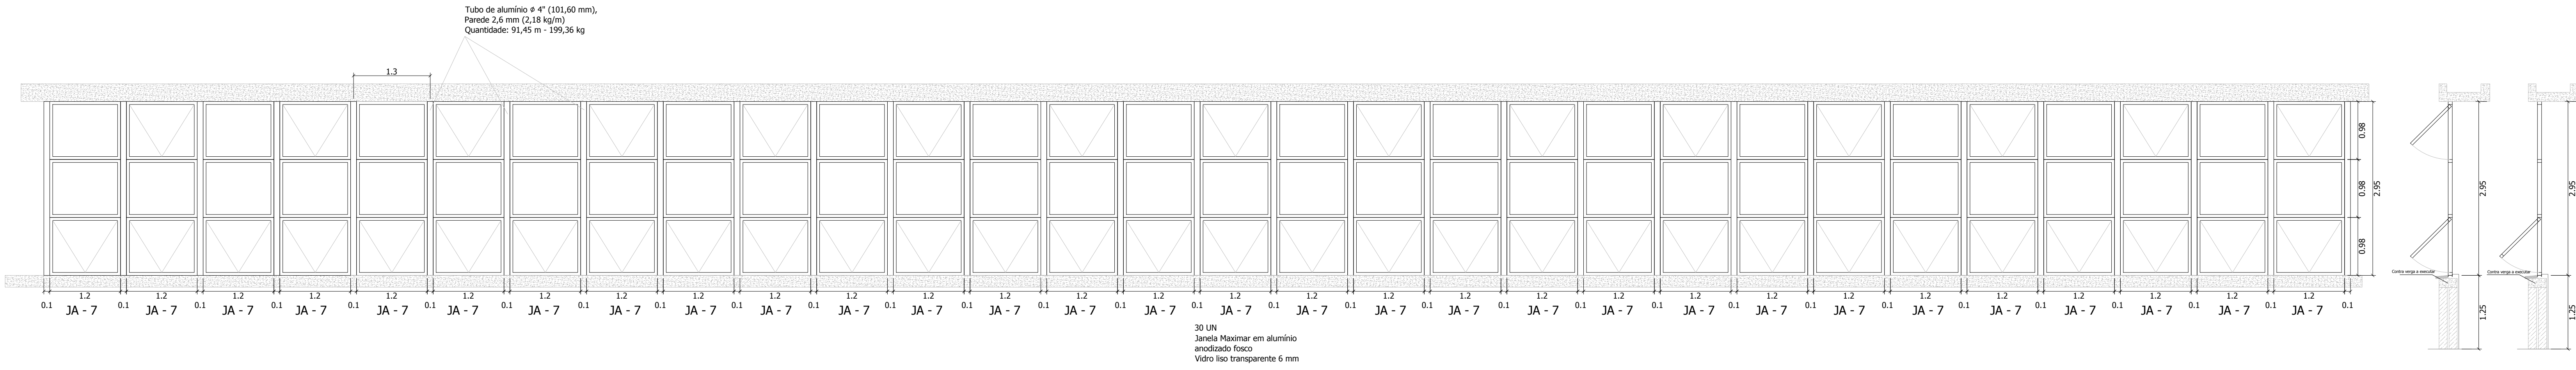 Tubo de alumínio ø 4" (101,60 mm),
Parede 2,6 mm (2,18 kg/m)
Quantidade: 91,45 m - 199,36 kg
1.3
0.98
0.98
0.98
2.95
2.95
2.95
Contra verga a executar
Contra verga a executar
1.25
1.25
1.2 1.2 1.2 1.2 1.2 1.2 1.2 1.2 1.2 1.2 1.2 1.2 1.2 1.2 1.2 1.2 1.2 1.2 1.2 1.2 1.2 1.2 1.2 1.2 1.2 1.2 1.2 1.2 1.2 1.2
0.1 0.1 0.1 0.1 0.1 0.1 0.1 0.1 0.1 0.1 0.1 0.1 0.1 0.1 0.1 0.1 0.1 0.1 0.1 0.1 0.1 0.1 0.1 0.1 0.1 0.1 0.1 0.1 0.1 0.1 0.1
JA - 7 JA - 7 JA - 7 JA - 7 JA - 7 JA - 7 JA - 7 JA - 7 JA - 7 JA - 7 JA - 7 JA - 7 JA - 7 JA - 7 JA - 7 JA - 7 JA - 7 JA - 7 JA - 7 JA - 7 JA - 7 JA - 7 JA - 7 JA - 7 JA - 7 JA - 7 JA - 7 JA - 7 JA - 7 JA - 7
30 UN
Janela Maximar em alumínio
anodizado fosco
Vidro liso transparente 6 mm